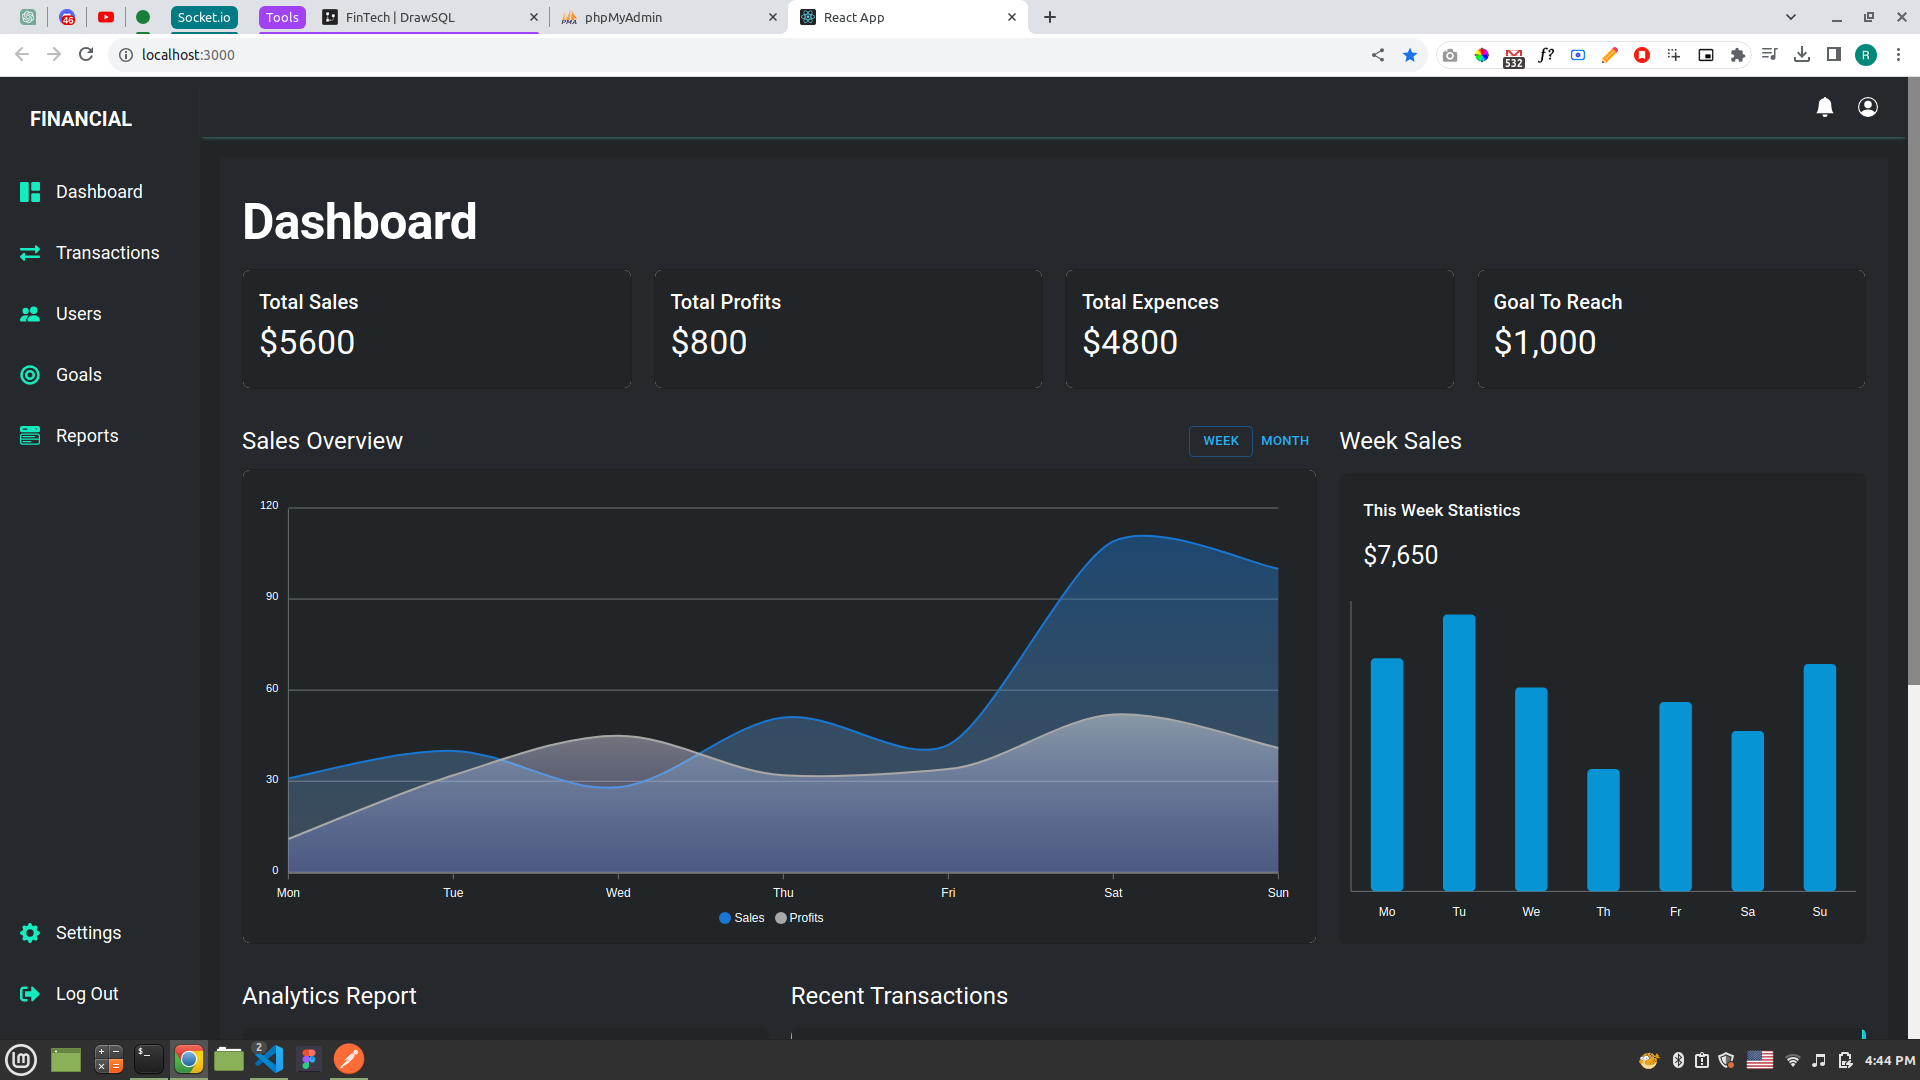 46
Socket.io
Tools
FinTech | DrawSQL
phpMyAdmin
React App
localhost:3000
f?
532
R
FINANCIAL
Dashboard
Transactions
Users
Goals
Reports
Settings
Log Out
Dashboard
Total Sales
$5600
Total Profits
$800
Total Expences
$4800
Goal To Reach
$1,000
Sales Overview
WEEK
MONTH
120
90
60
30
0
Mon Tue Wed Thu Fri Sat Sun
Sales Profits
Week Sales
This Week Statistics
$7,650
Mo Tu We Th Fr Sa Su
Analytics Report
Recent Transactions
2
4:44 PM